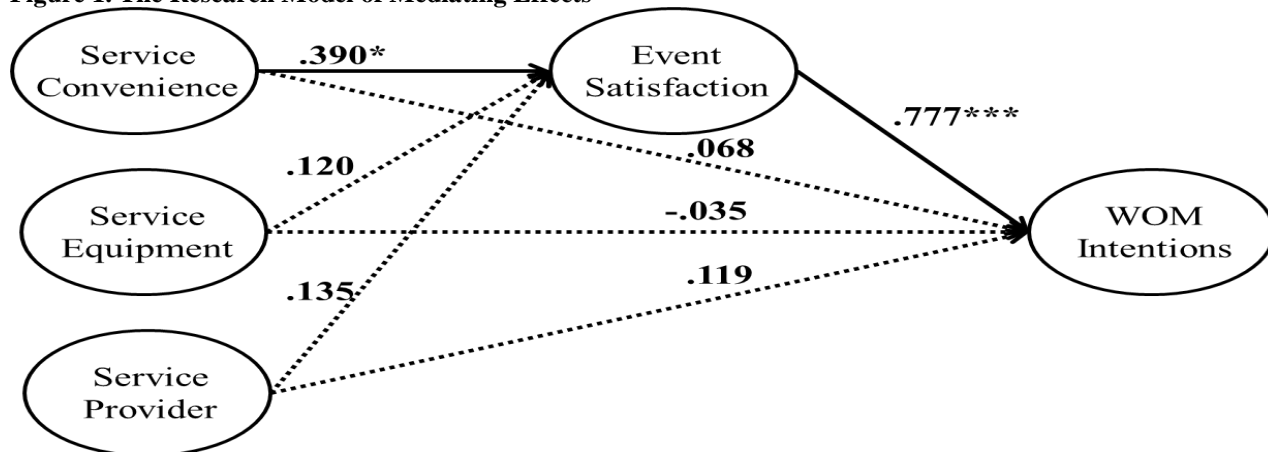 Figure 1. The Research Model of Mediating Effects
Service
Convenience
.390*
Event
Satisfaction
.777***
.068
.120
Service
Equipment
-.035
WOM
Intentions
.135
.119
Service
Provider